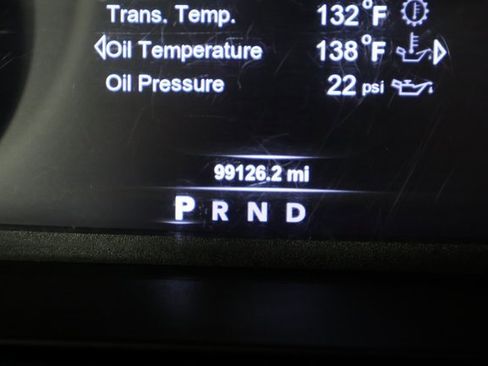 Trans. Temp. 132°F
Oil Temperature 138°F
Oil Pressure 22 psi
99126.2 mi
P R N D